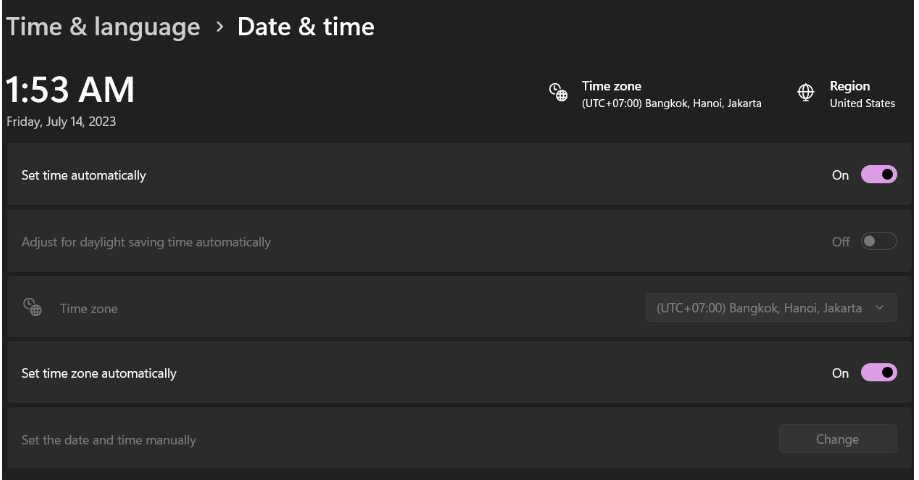 Time & language > Date & time
1:53 AM
Friday, July 14, 2023
Time zone
(UTC+07:00) Bangkok, Hanoi, Jakarta
Region
United States
Set time automatically On
Adjust for daylight saving time automatically Off
Time zone (UTC+07:00) Bangkok, Hanoi, Jakarta
Set time zone automatically On
Set the date and time manually Change